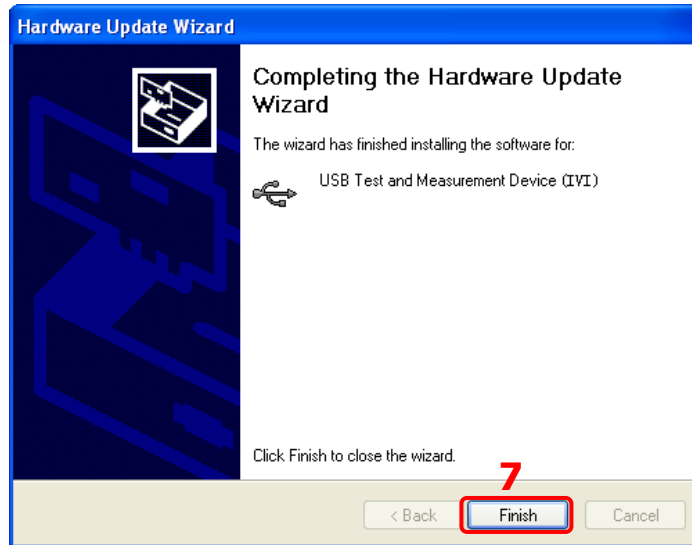 Hardware Update Wizard
Completing the Hardware Update
Wizard
The wizard has finished installing the software for:
USB Test and Measurement Device (IVI)
Click Finish to close the wizard.
7
< Back Finish Cancel